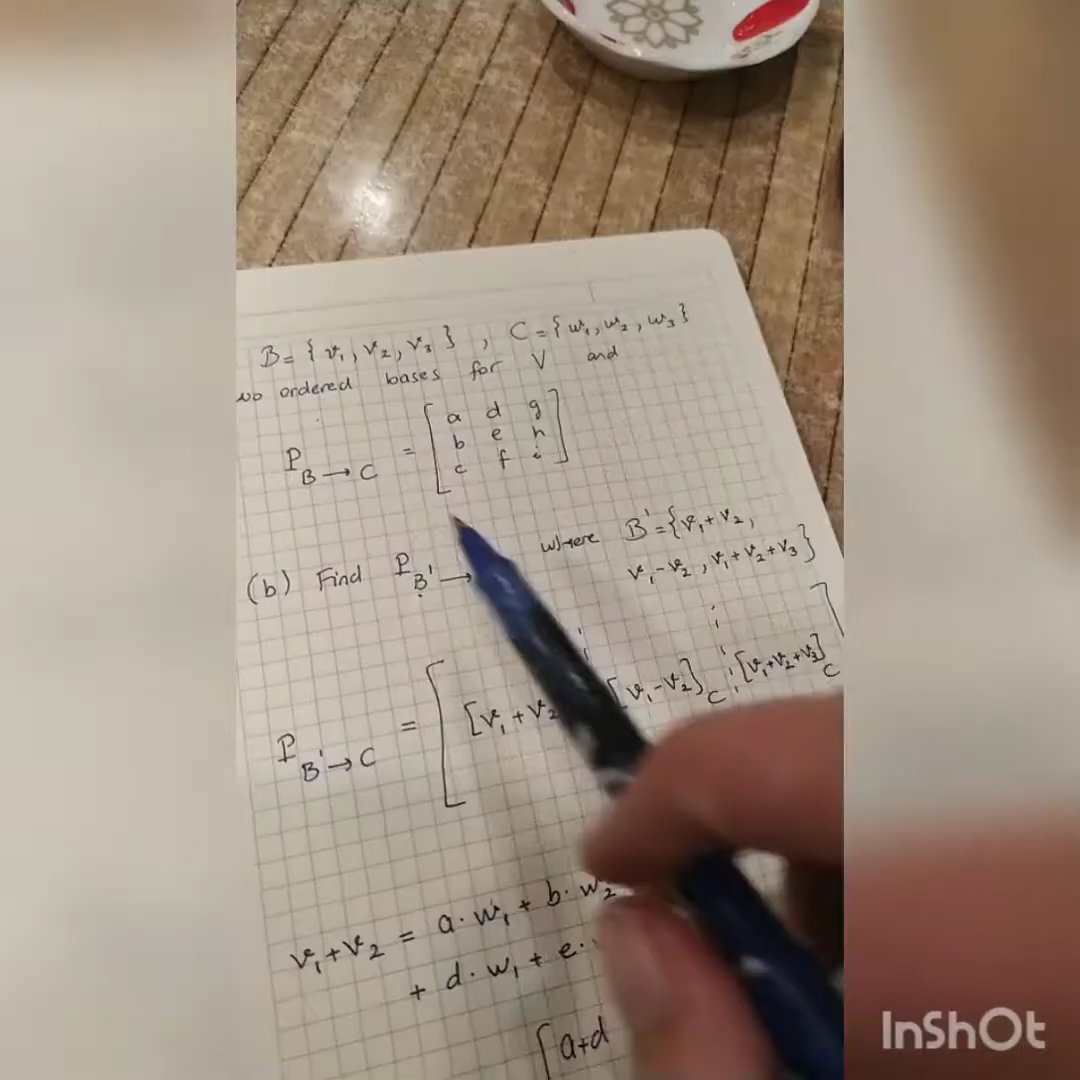 B = { v₁, v₂, v₃ } , C = { w₁, w₂, w₃ }
ordered bases for V and
P B→C = [ a d g
b e h
c f i ]
(b) Find P B'→ where B' = { v₁ + v₂,
v₁ - v₂ , v₁ + v₂ + v₃ }
P B'→C = [ [v₁ + v₂ [v₁ - v₂]C [v₁ + v₂ + v₃]C ]
v₁ + v₂ = a · w₁ + b · w₂
+ d · w₁ + e ·
[ a+d
InShOt